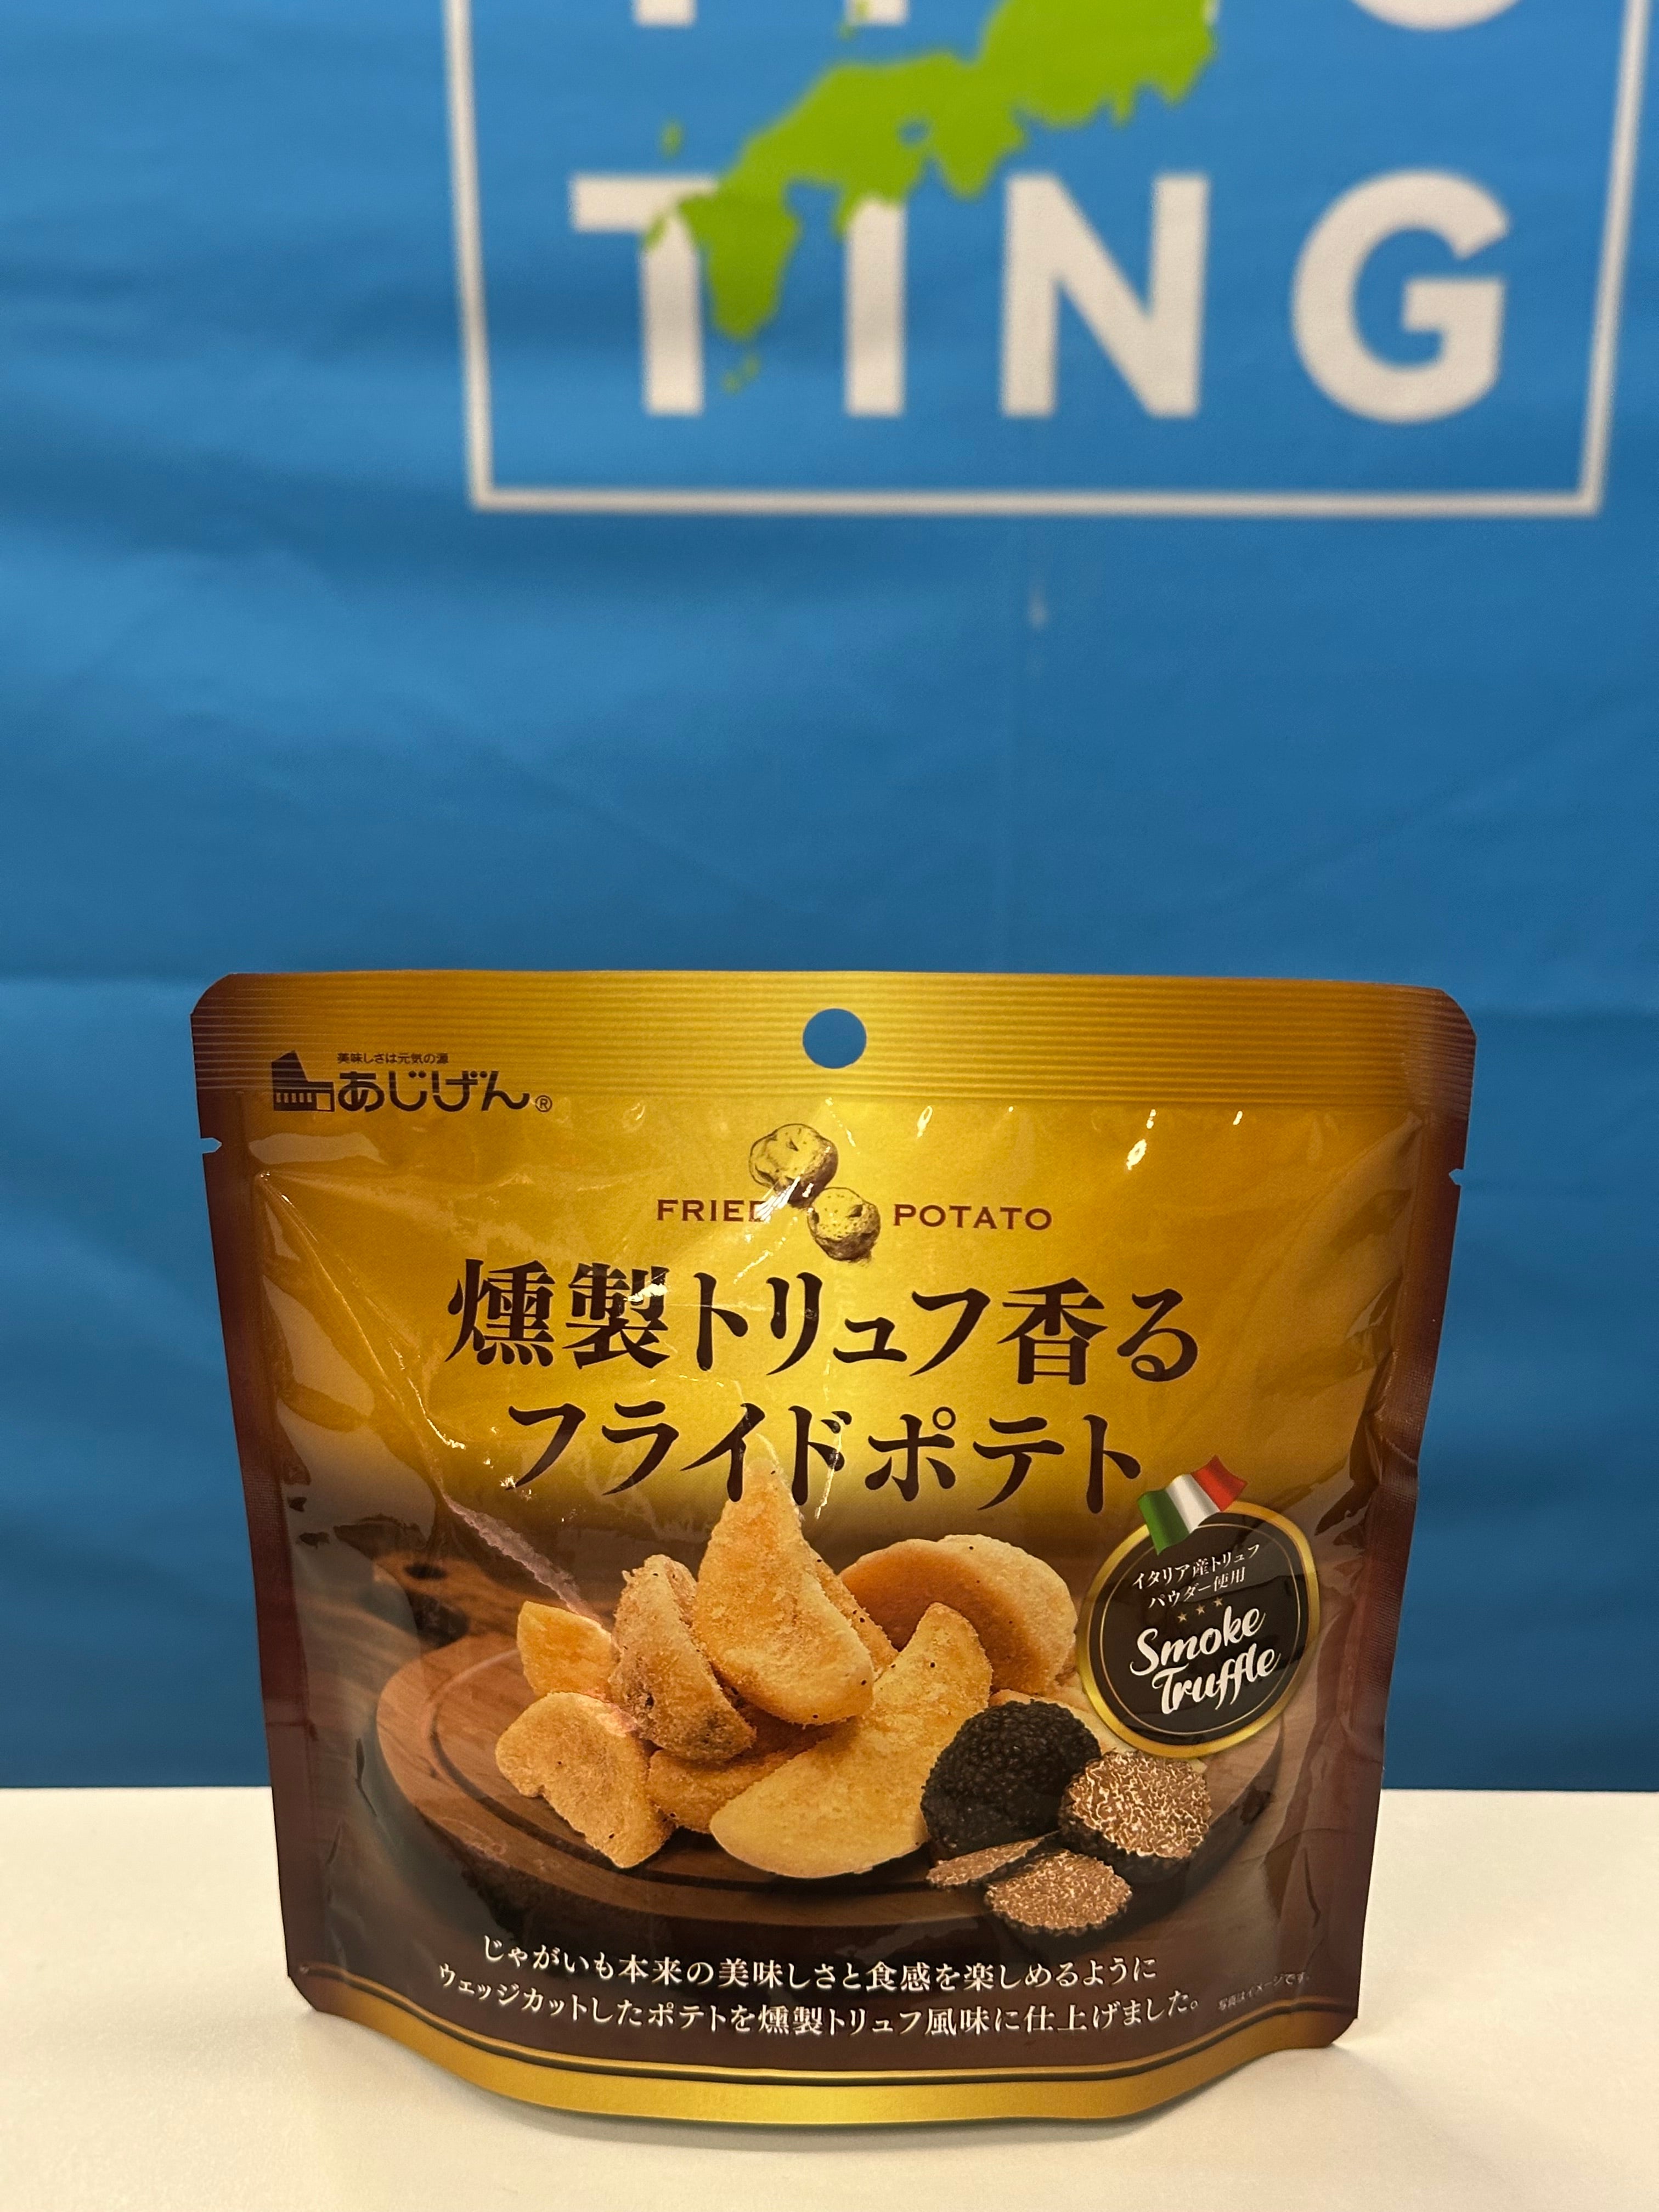 TING
美味しさは元気の源
あじげん®
FRIED POTATO
燻製トリュフ香る
フライドポテト
イタリア産トリュフ
パウダー使用
Smoke
Truffle
じゃがいも本来の美味しさと食感を楽しめるように
ウェッジカットしたポテトを燻製トリュフ風味に仕上げました。
写真はイメージです。